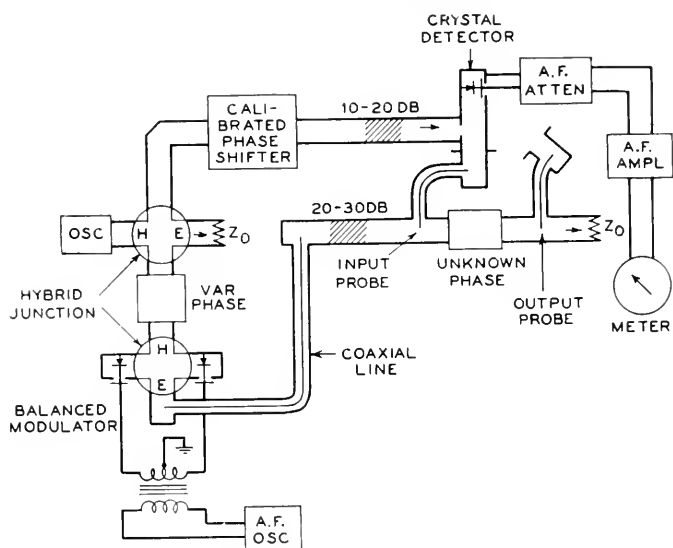 CRYSTAL
DETECTOR
A.F.
ATTEN
10-20 DB
CALI-
BRATED
PHASE
SHIFTER
A.F.
AMPL
OSC
H
E
Z0
20-30DB
Z0
INPUT
PROBE
UNKNOWN
PHASE
OUTPUT
PROBE
METER
HYBRID
JUNCTION
VAR
PHASE
H
E
COAXIAL
LINE
BALANCED
MODULATOR
A.F.
OSC